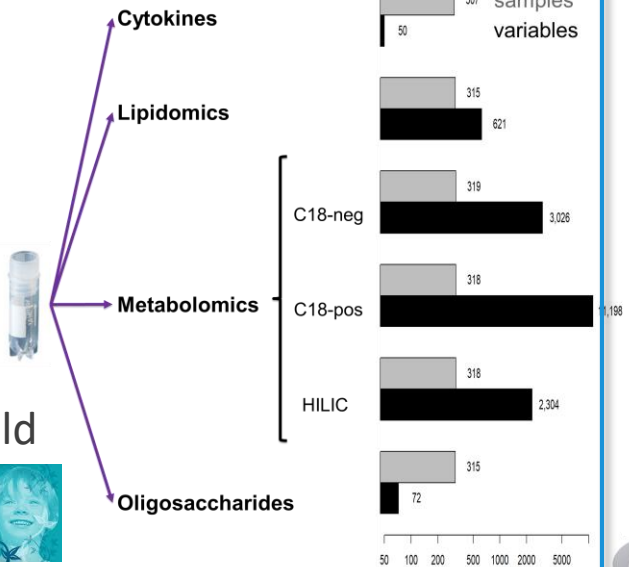 samples
Cytokines
50
variables
Lipidomics
315
621
C18-neg
319
3,026
Metabolomics
C18-pos
318
HILIC
318
2,304
ld
315
Oligosaccharides
72
50 100 200 500 1000 2000 5000